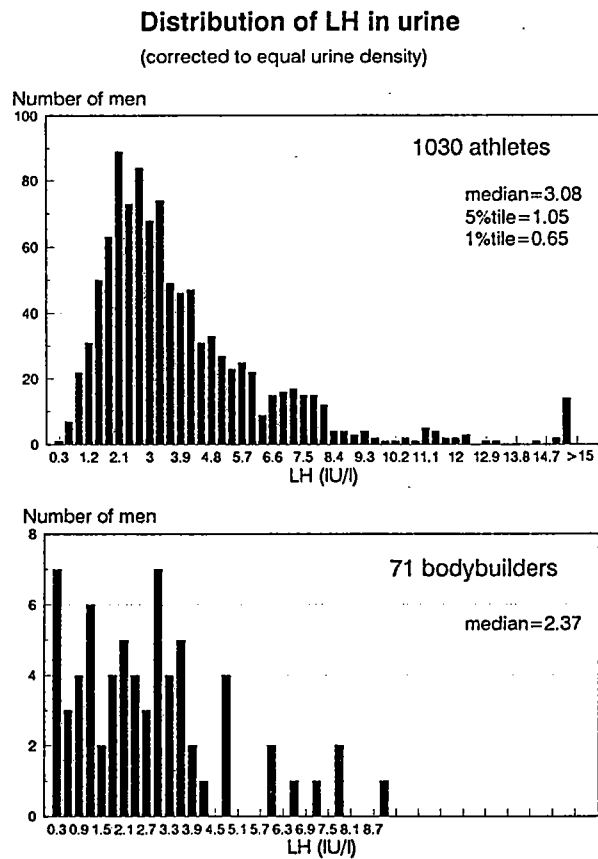 Distribution of LH in urine
(corrected to equal urine density)
Number of men
100
80
60
40
20
0
1030 athletes
median=3.08
5%tile=1.05
1%tile=0.65
0.3 1.2 2.1 3 3.9 4.8 5.7 6.6 7.5 8.4 9.3 10.2 11.1 12 12.9 13.8 14.7 >15
LH (IU/l)
Number of men
8
6
4
2
0
71 bodybuilders
median=2.37
0.3 0.9 1.5 2.1 2.7 3.3 3.9 4.5 5.1 5.7 6.3 6.9 7.5 8.1 8.7
LH (IU/l)